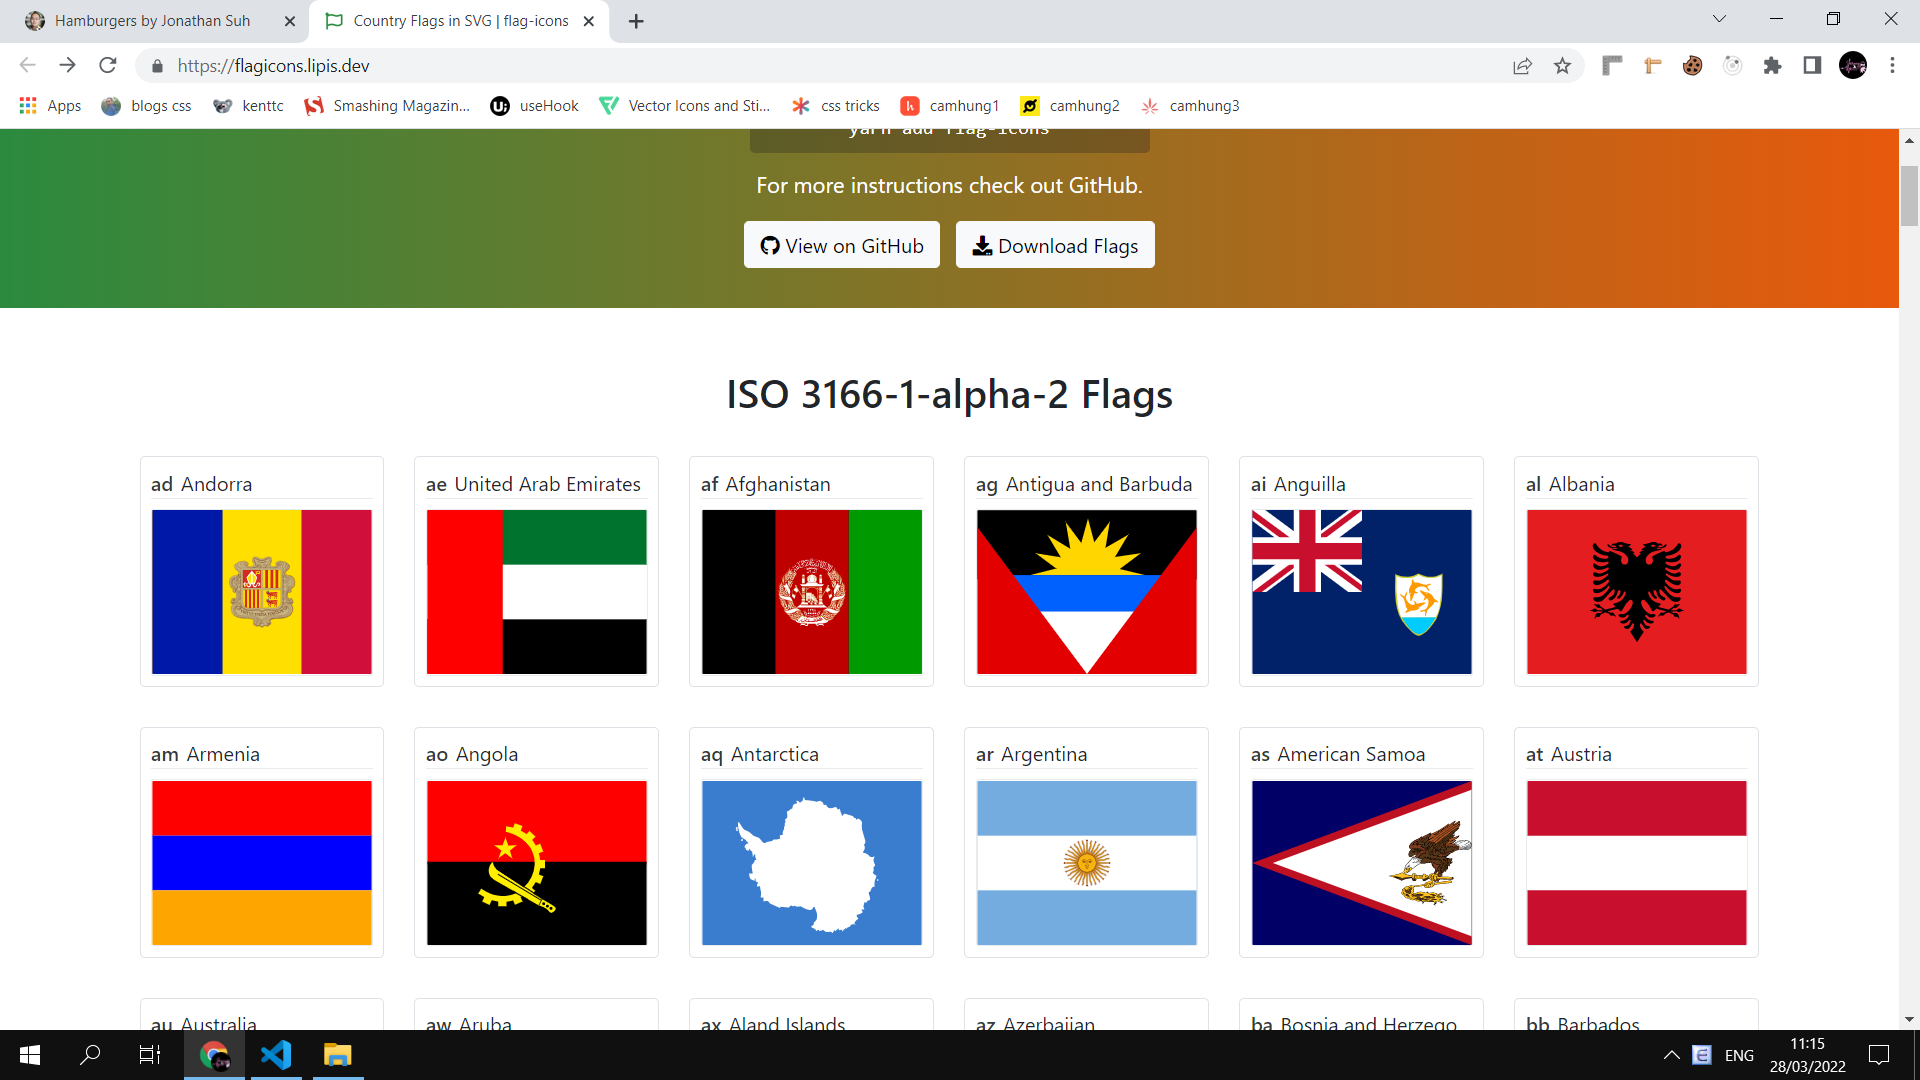 Hamburgers by Jonathan Suh
Country Flags in SVG | flag-icons
https://flagicons.lipis.dev
Apps
blogs css
kenttc
Smashing Magazin...
useHook
Vector Icons and Sti...
css tricks
camhung1
camhung2
camhung3
yarn add flag-icons
For more instructions check out GitHub.
View on GitHub
Download Flags
ISO 3166-1-alpha-2 Flags
ad Andorra
ae United Arab Emirates
af Afghanistan
ag Antigua and Barbuda
ai Anguilla
al Albania
am Armenia
ao Angola
aq Antarctica
ar Argentina
as American Samoa
at Austria
au Australia
aw Aruba
ax Aland Islands
az Azerbaijan
ba Bosnia and Herzego
bb Barbados
ENG
11:15
28/03/2022